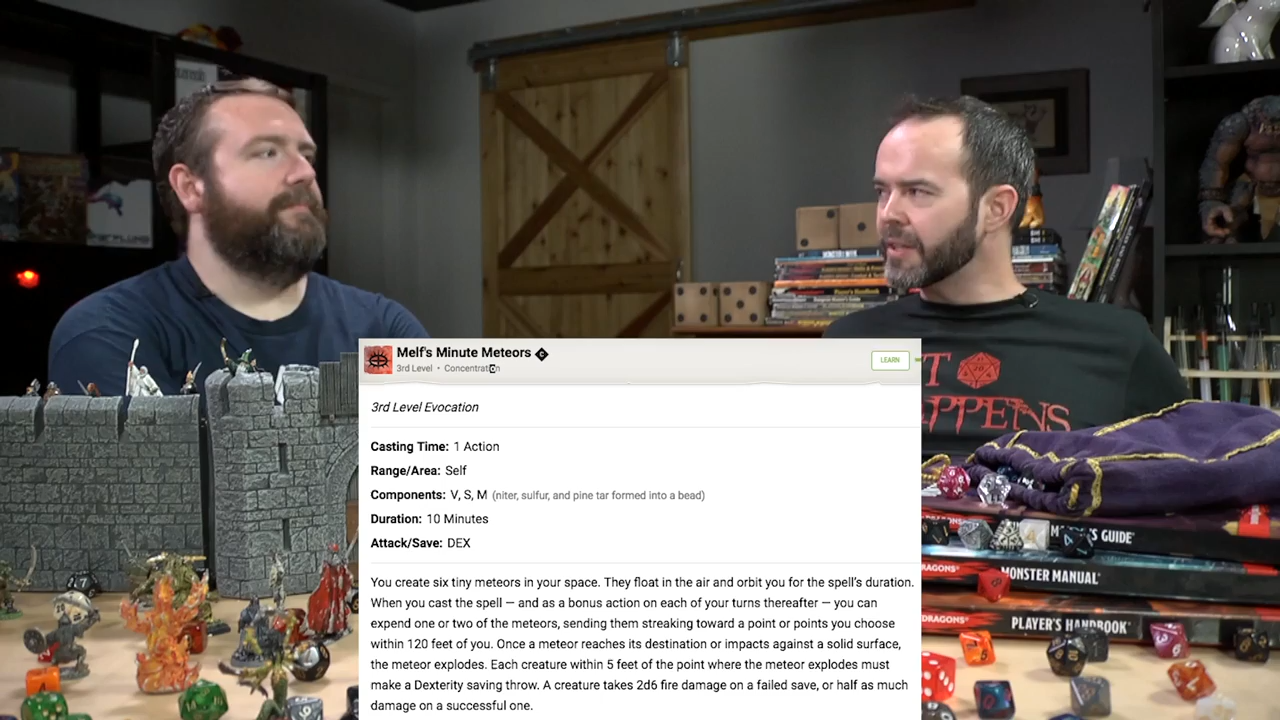 Melf's Minute Meteors
3rd Level • Concentration
LEARN
3rd Level Evocation
Casting Time: 1 Action
Range/Area: Self
Components: V, S, M (niter, sulfur, and pine tar formed into a bead)
Duration: 10 Minutes
Attack/Save: DEX
You create six tiny meteors in your space. They float in the air and orbit you for the spell's duration.
When you cast the spell — and as a bonus action on each of your turns thereafter — you can
expend one or two of the meteors, sending them streaking toward a point or points you choose
within 120 feet of you. Once a meteor reaches its destination or impacts against a solid surface,
the meteor explodes. Each creature within 5 feet of the point where the meteor explodes must
make a Dexterity saving throw. A creature takes 2d6 fire damage on a failed save, or half as much
damage on a successful one.
T
PPENS
GUIDE
DRAGONS
MONSTER MANUAL
DRAGONS
PLAYER'S HANDBOOK